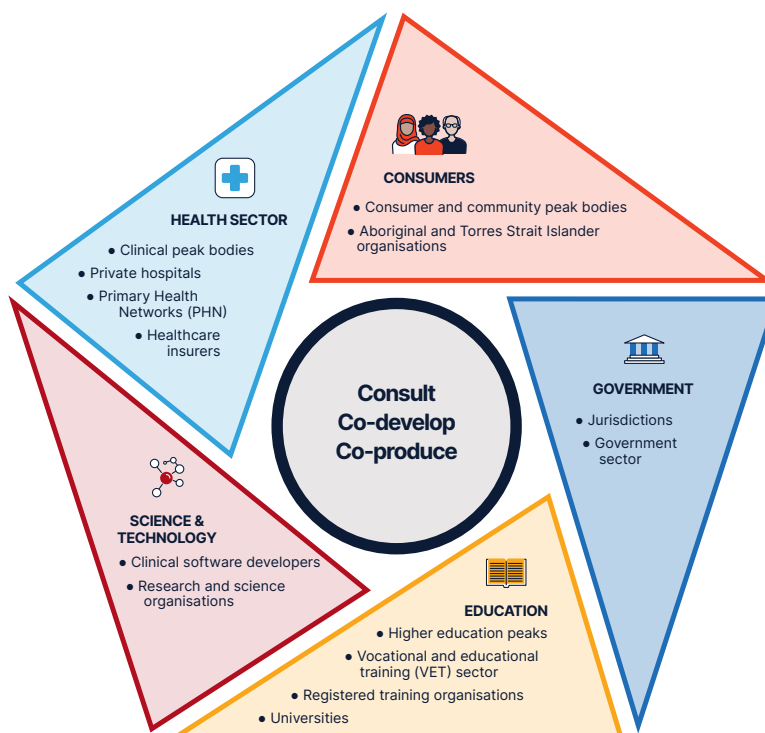 HEALTH SECTOR
● Clinical peak bodies
● Private hospitals
● Primary Health
Networks (PHN)
● Healthcare
insurers
CONSUMERS
● Consumer and community peak bodies
● Aboriginal and Torres Strait Islander
organisations
Consult
Co-develop
Co-produce
GOVERNMENT
● Jurisdictions
● Government
sector
SCIENCE &
TECHNOLOGY
● Clinical software developers
● Research and science
organisations
EDUCATION
● Higher education peaks
● Vocational and educational
training (VET) sector
● Registered training organisations
● Universities